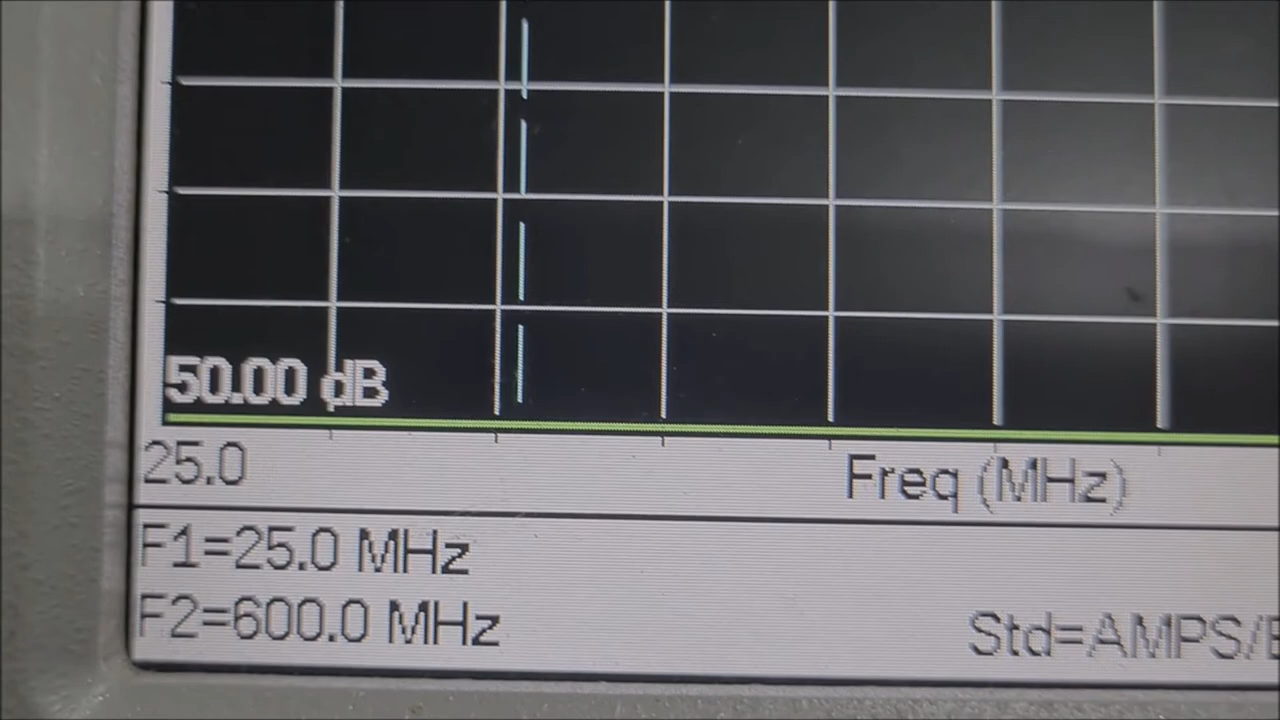 50.00 dB
25.0
Freq (MHz)
F1=25.0 MHz
F2=600.0 MHz
Std=AMPS/